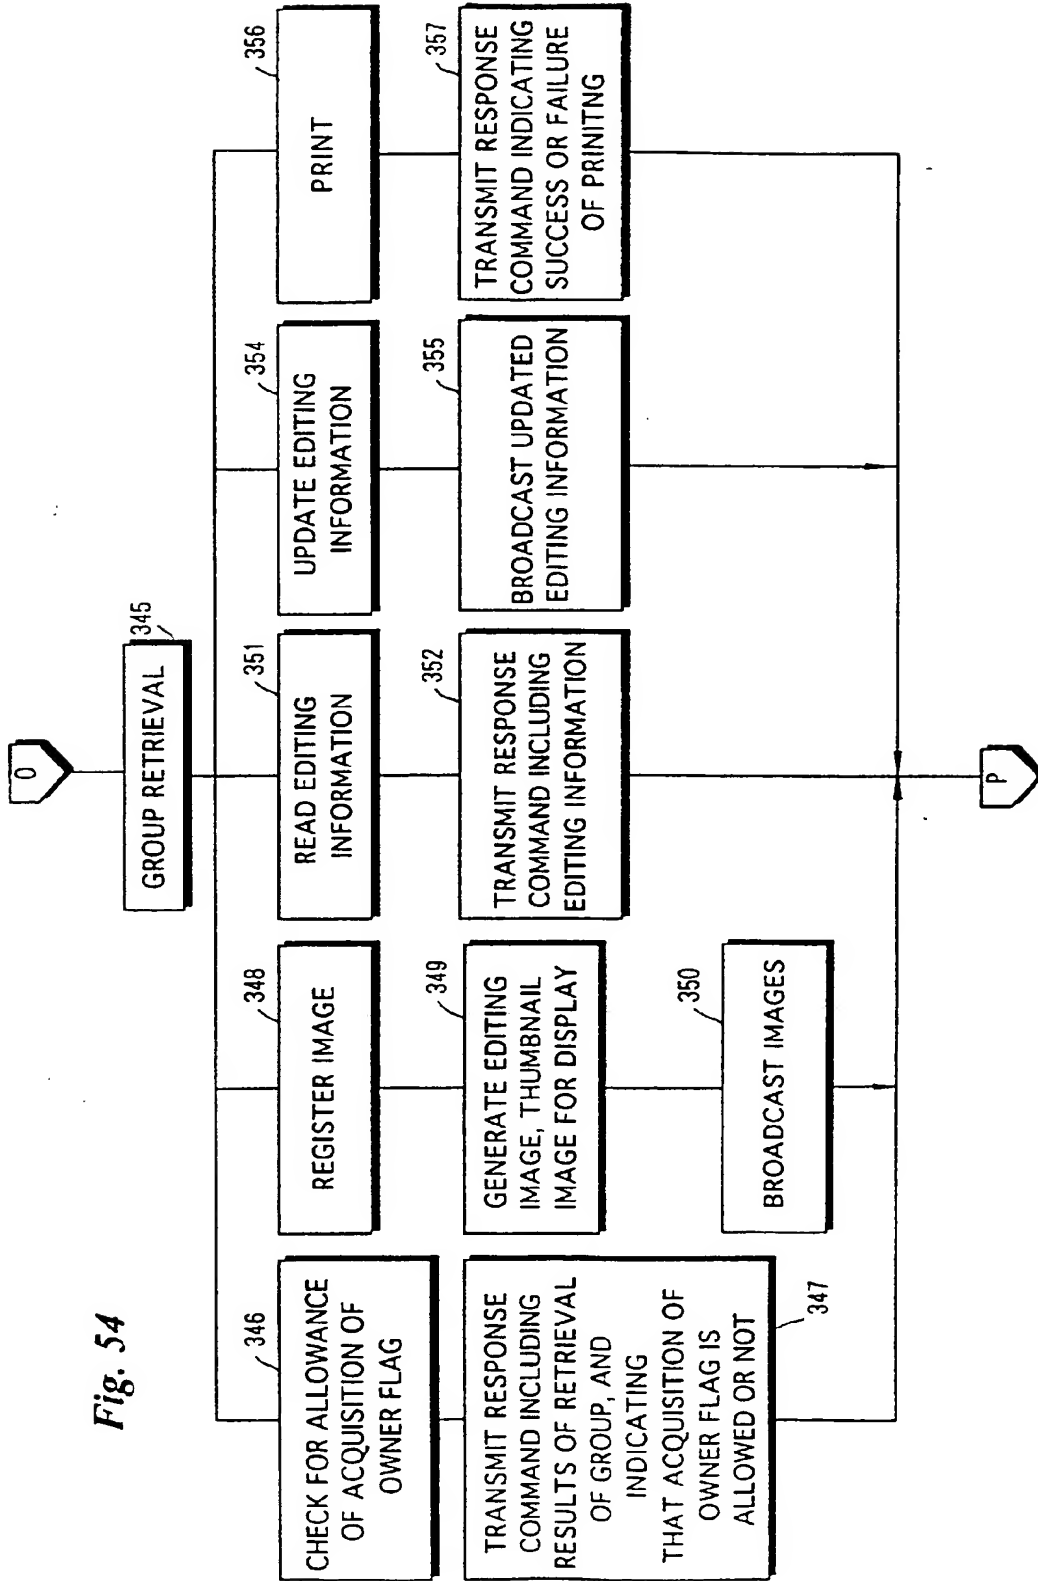 Fig. 54
O
GROUP RETRIEVAL
345
346
CHECK FOR ALLOWANCE
OF ACQUISITION OF
OWNER FLAG
TRANSMIT RESPONSE
COMMAND INCLUDING
RESULTS OF RETRIEVAL
OF GROUP, AND
INDICATING
THAT ACQUISITION OF
OWNER FLAG IS
ALLOWED OR NOT
347
348
REGISTER IMAGE
349
GENERATE EDITING
IMAGE, THUMBNAIL
IMAGE FOR DISPLAY
350
BROADCAST IMAGES
351
READ EDITING
INFORMATION
352
TRANSMIT RESPONSE
COMMAND INCLUDING
EDITING INFORMATION
354
UPDATE EDITING
INFORMATION
355
BROADCAST UPDATED
EDITING INFORMATION
356
PRINT
357
TRANSMIT RESPONSE
COMMAND INDICATING
SUCCESS OR FAILURE
OF PRINITNG
P